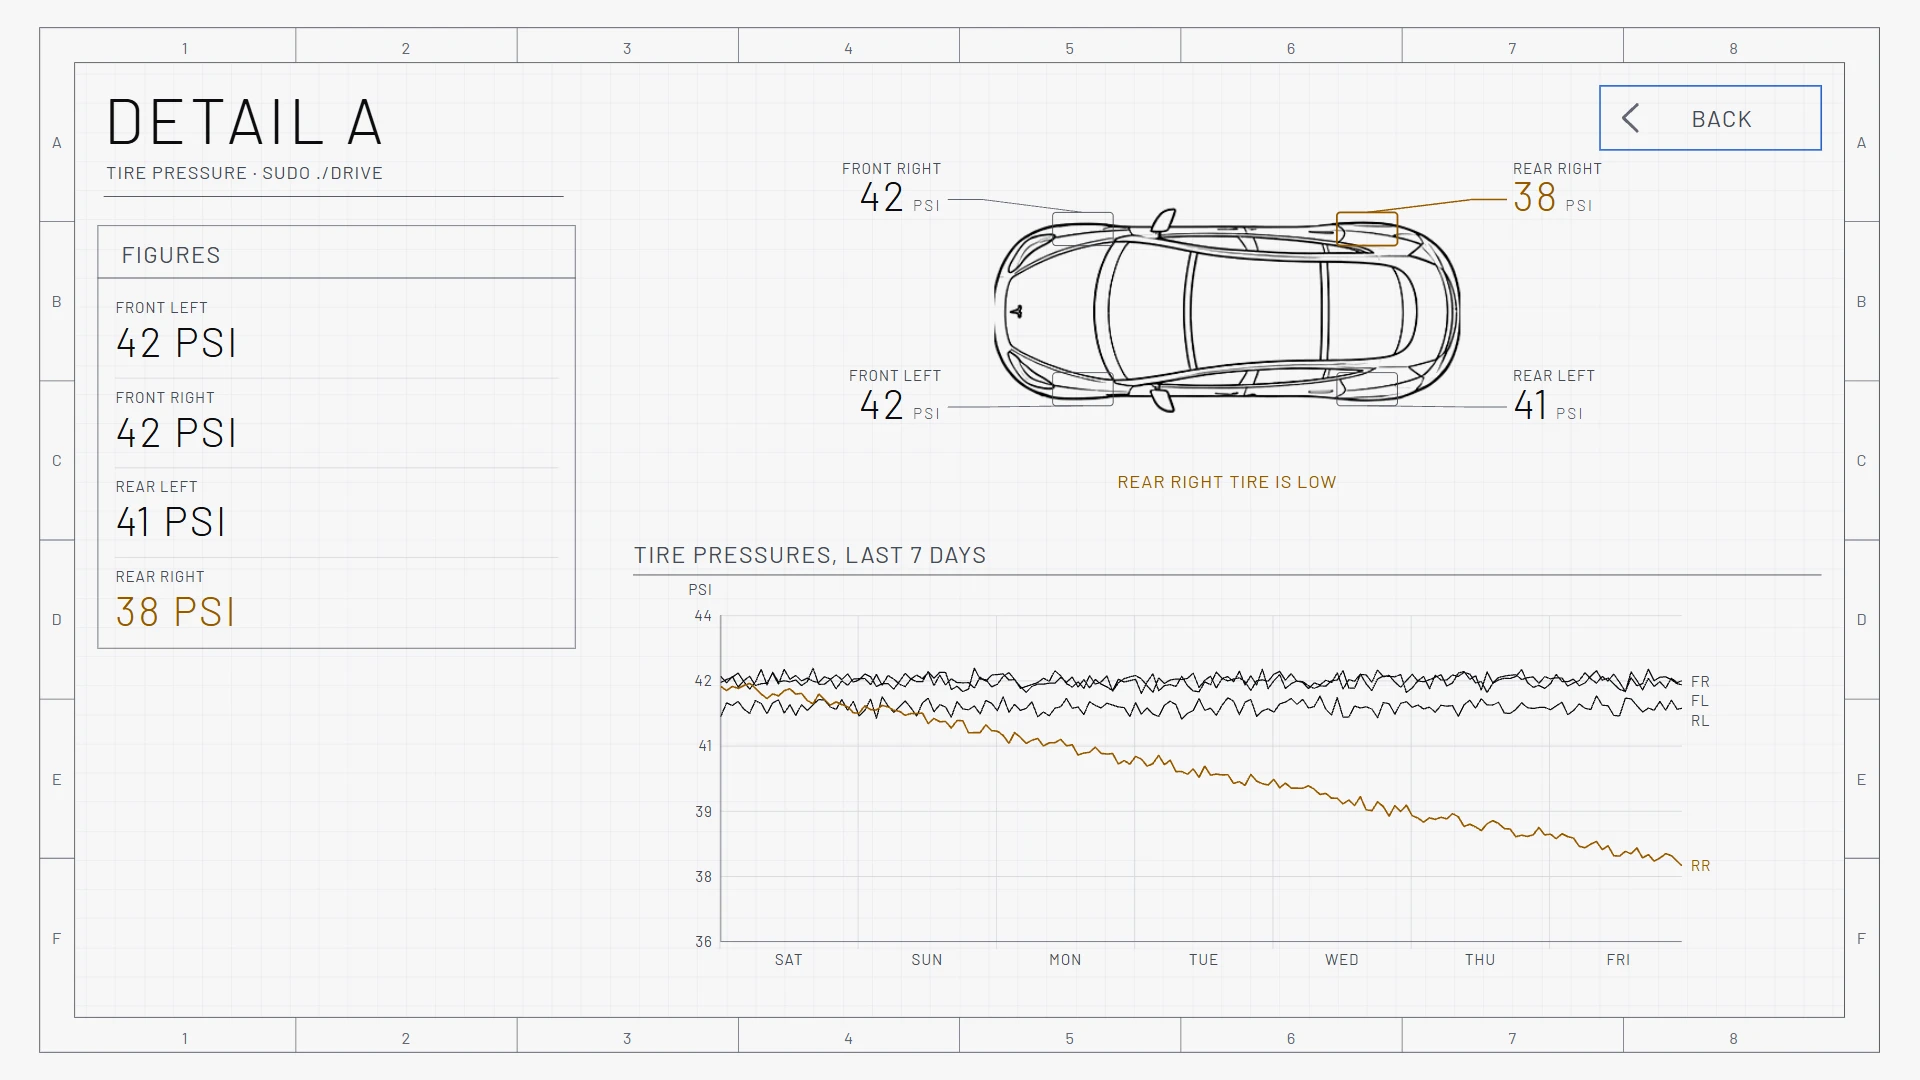 1 2 3 4 5 6 7 8
A
B
C
D
E
F
A
B
C
D
E
F
DETAIL A
TIRE PRESSURE · SUDO ./DRIVE
BACK
FIGURES
FRONT LEFT
42 PSI
FRONT RIGHT
42 PSI
REAR LEFT
41 PSI
REAR RIGHT
38 PSI
FRONT RIGHT
42 PSI
REAR RIGHT
38 PSI
FRONT LEFT
42 PSI
REAR LEFT
41 PSI
REAR RIGHT TIRE IS LOW
TIRE PRESSURES, LAST 7 DAYS
PSI
44
42
41
39
38
36
FR
FL
RL
RR
SAT SUN MON TUE WED THU FRI
1 2 3 4 5 6 7 8